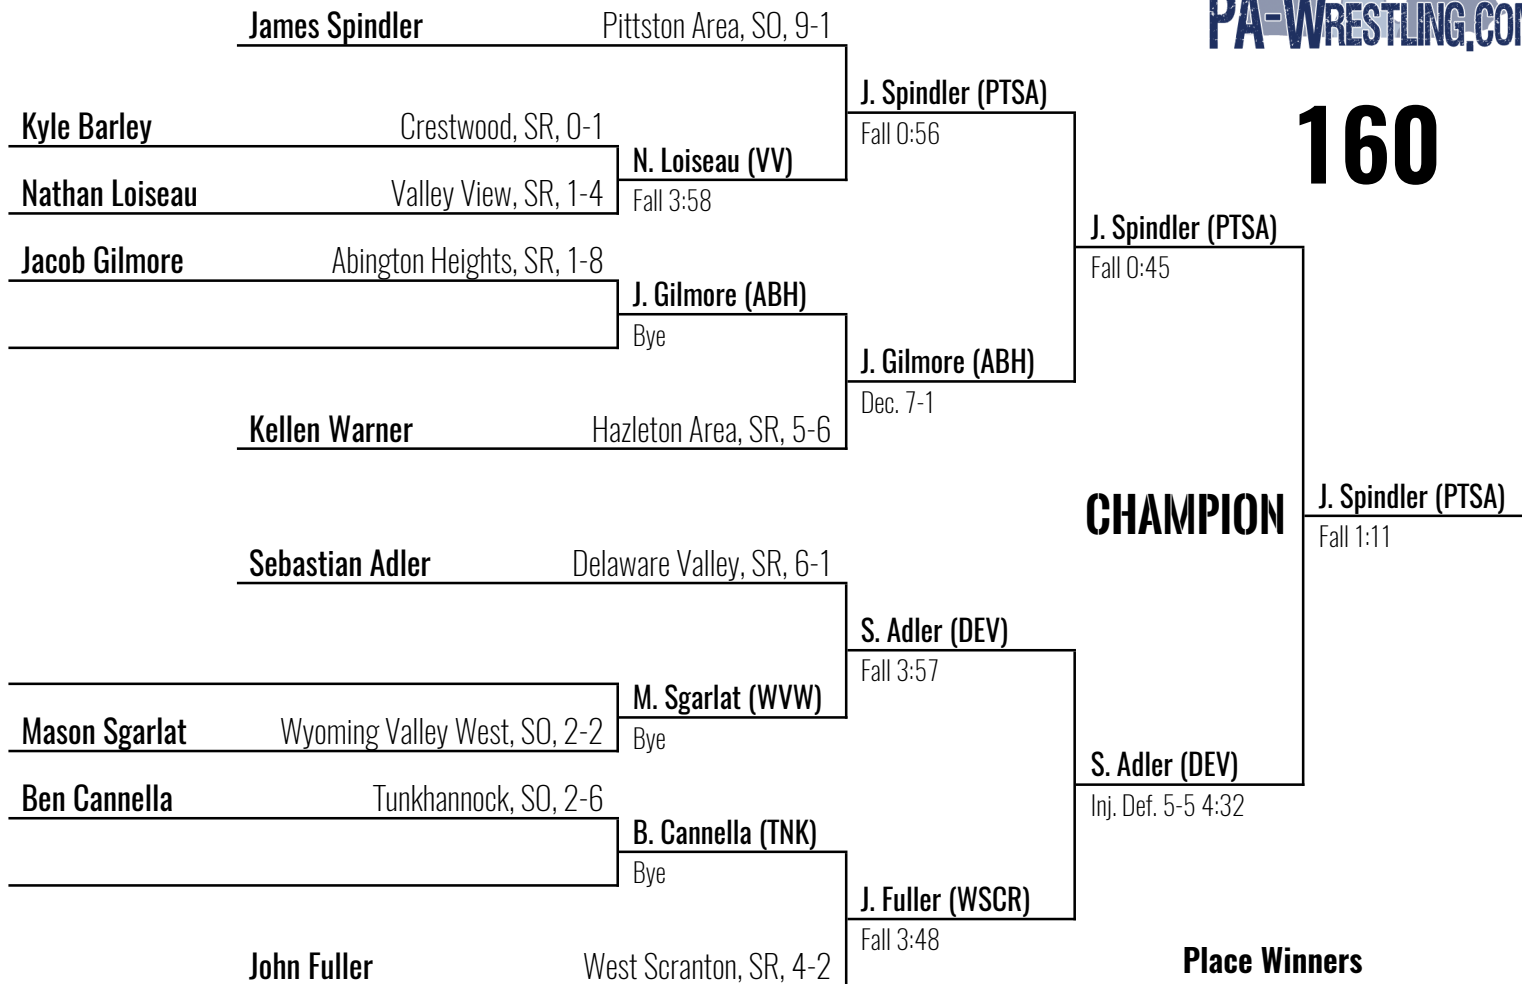 PA-WRESTLING.COM
James Spindler Pittston Area, SO, 9-1
J. Spindler (PTSA)
Fall 0:56
160
Kyle Barley Crestwood, SR, 0-1
N. Loiseau (VV)
Fall 3:58
Nathan Loiseau Valley View, SR, 1-4
J. Spindler (PTSA)
Fall 0:45
Jacob Gilmore Abington Heights, SR, 1-8
J. Gilmore (ABH)
Bye
J. Gilmore (ABH)
Dec. 7-1
Kellen Warner Hazleton Area, SR, 5-6
CHAMPION
J. Spindler (PTSA)
Fall 1:11
Sebastian Adler Delaware Valley, SR, 6-1
S. Adler (DEV)
Fall 3:57
M. Sgarlat (WVW)
Bye
Mason Sgarlat Wyoming Valley West, SO, 2-2
S. Adler (DEV)
Inj. Def. 5-5 4:32
Ben Cannella Tunkhannock, SO, 2-6
B. Cannella (TNK)
Bye
J. Fuller (WSCR)
Fall 3:48
John Fuller West Scranton, SR, 4-2
Place Winners